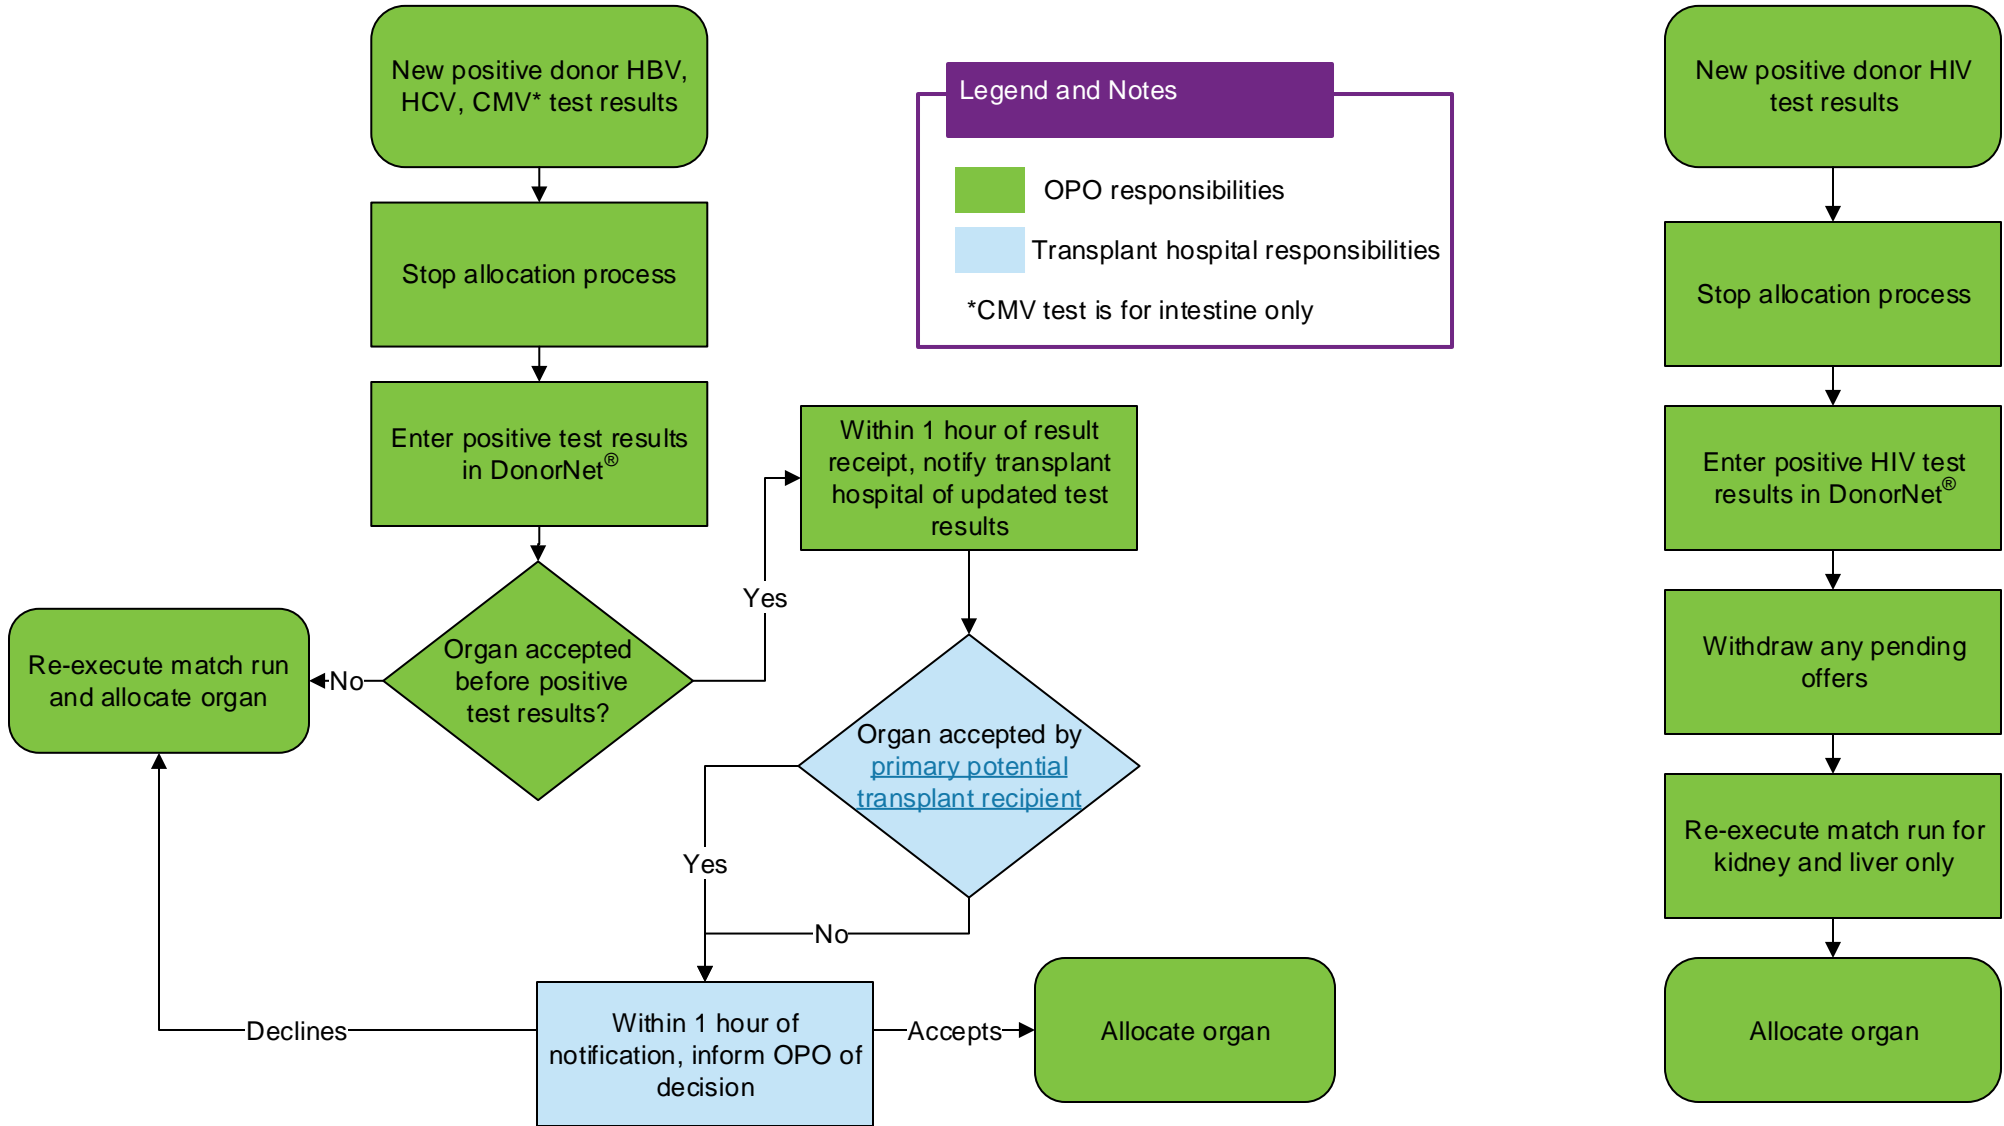 New positive donor HBV,
HCV, CMV* test results
Stop allocation process
Enter positive test results
in DonorNet®
Organ accepted
before positive
test results?
No
Re-execute match run
and allocate organ
Yes
Within 1 hour of result
receipt, notify transplant
hospital of updated test
results
Organ accepted by
primary potential
transplant recipient
Yes
No
Within 1 hour of
notification, inform OPO of
decision
Declines
Accepts
Allocate organ
Legend and Notes
OPO responsibilities
Transplant hospital responsibilities
*CMV test is for intestine only
New positive donor HIV
test results
Stop allocation process
Enter positive HIV test
results in DonorNet®
Withdraw any pending
offers
Re-execute match run for
kidney and liver only
Allocate organ